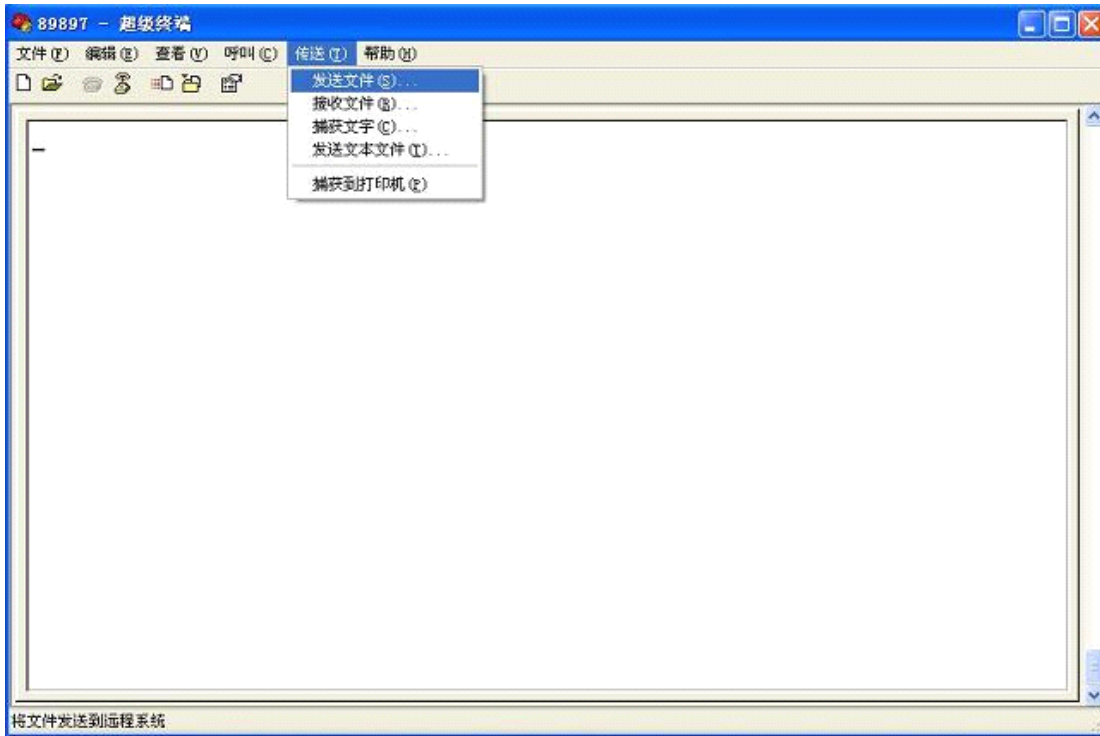 89897 - 超级终端
文件(F) 编辑(E) 查看(V) 呼叫(C) 传送(T) 帮助(H)
发送文件(S)...
接收文件(R)...
捕获文字(C)...
发送文本文件(T)...
捕获到打印机(P)
将文件发送到远程系统